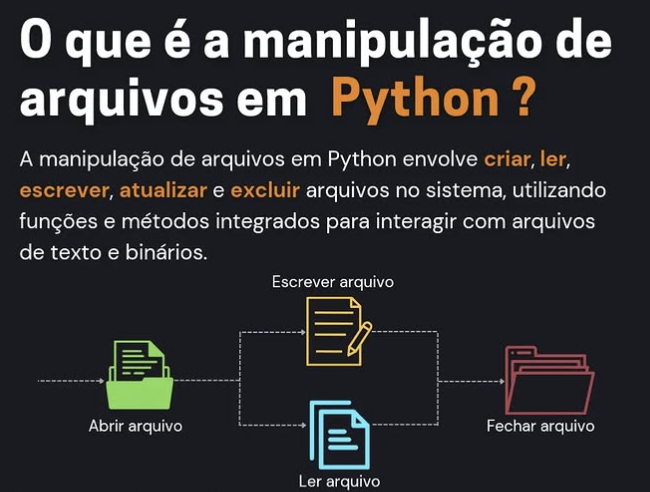 O que é a manipulação de
arquivos em Python ?
A manipulação de arquivos em Python envolve criar, ler,
escrever, atualizar e excluir arquivos no sistema, utilizando
funções e métodos integrados para interagir com arquivos
de texto e binários.
Escrever arquivo
Abrir arquivo
Fechar arquivo
Ler arquivo